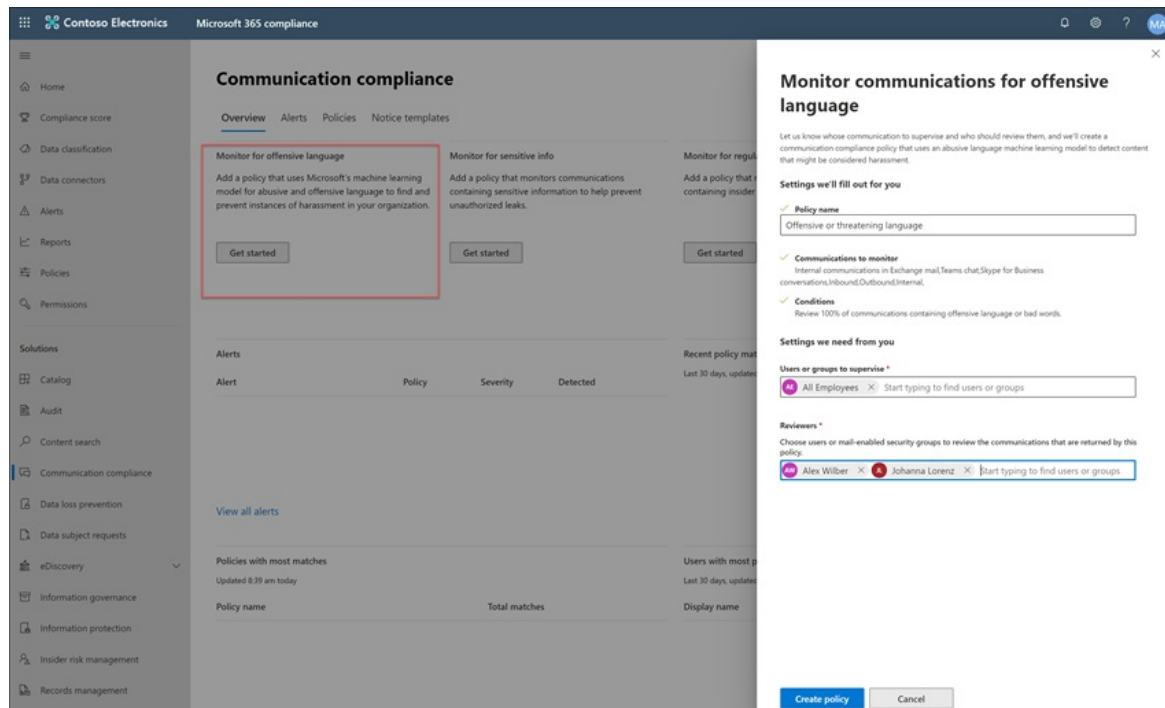 Contoso Electronics
Microsoft 365 compliance
?
MA
Home
Compliance score
Data classification
Data connectors
Alerts
Reports
Policies
Permissions
Solutions
Catalog
Audit
Content search
Communication compliance
Data loss prevention
Data subject requests
eDiscovery
Information governance
Information protection
Insider risk management
Records management
Communication compliance
Overview Alerts Policies Notice templates
Monitor for offensive language
Add a policy that uses Microsoft's machine learning
model for abusive and offensive language to find and
prevent instances of harassment in your organization.
Get started
Monitor for sensitive info
Add a policy that monitors communications
containing sensitive information to help prevent
unauthorized leaks.
Get started
Monitor for regul
Add a policy that
containing insider
Get started
Alerts
Alert Policy Severity Detected
View all alerts
Recent policy mat
Last 30 days, updated
Policies with most matches
Updated 8:39 am today
Policy name Total matches
Users with most p
Last 30 days, updated
Display name
Monitor communications for offensive
language
Let us know whose communication to supervise and who should review them, and we'll create a
communication compliance policy that uses an abusive language machine learning model to detect content
that might be considered harassment.
Settings we'll fill out for you
Policy name
Offensive or threatening language
Communications to monitor
Internal communications in Exchange mail,Teams chat,Skype for Business
conversations,Inbound,Outbound,Internal,
Conditions
Review 100% of communications containing offensive language or bad words.
Settings we need from you
Users or groups to supervise *
AE All Employees Start typing to find users or groups
Reviewers *
Choose users or mail-enabled security groups to review the communications that are returned by this
policy.
AW Alex Wilber JL Johanna Lorenz Start typing to find users or groups
Create policy Cancel